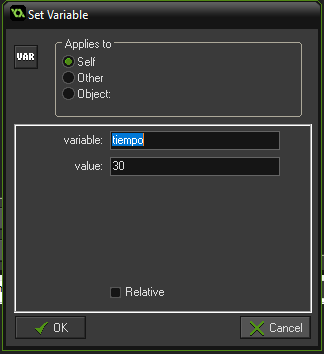 Set Variable
VAR
Applies to
Self
Other
Object:
variable: tiempo
value: 30
Relative
OK
Cancel